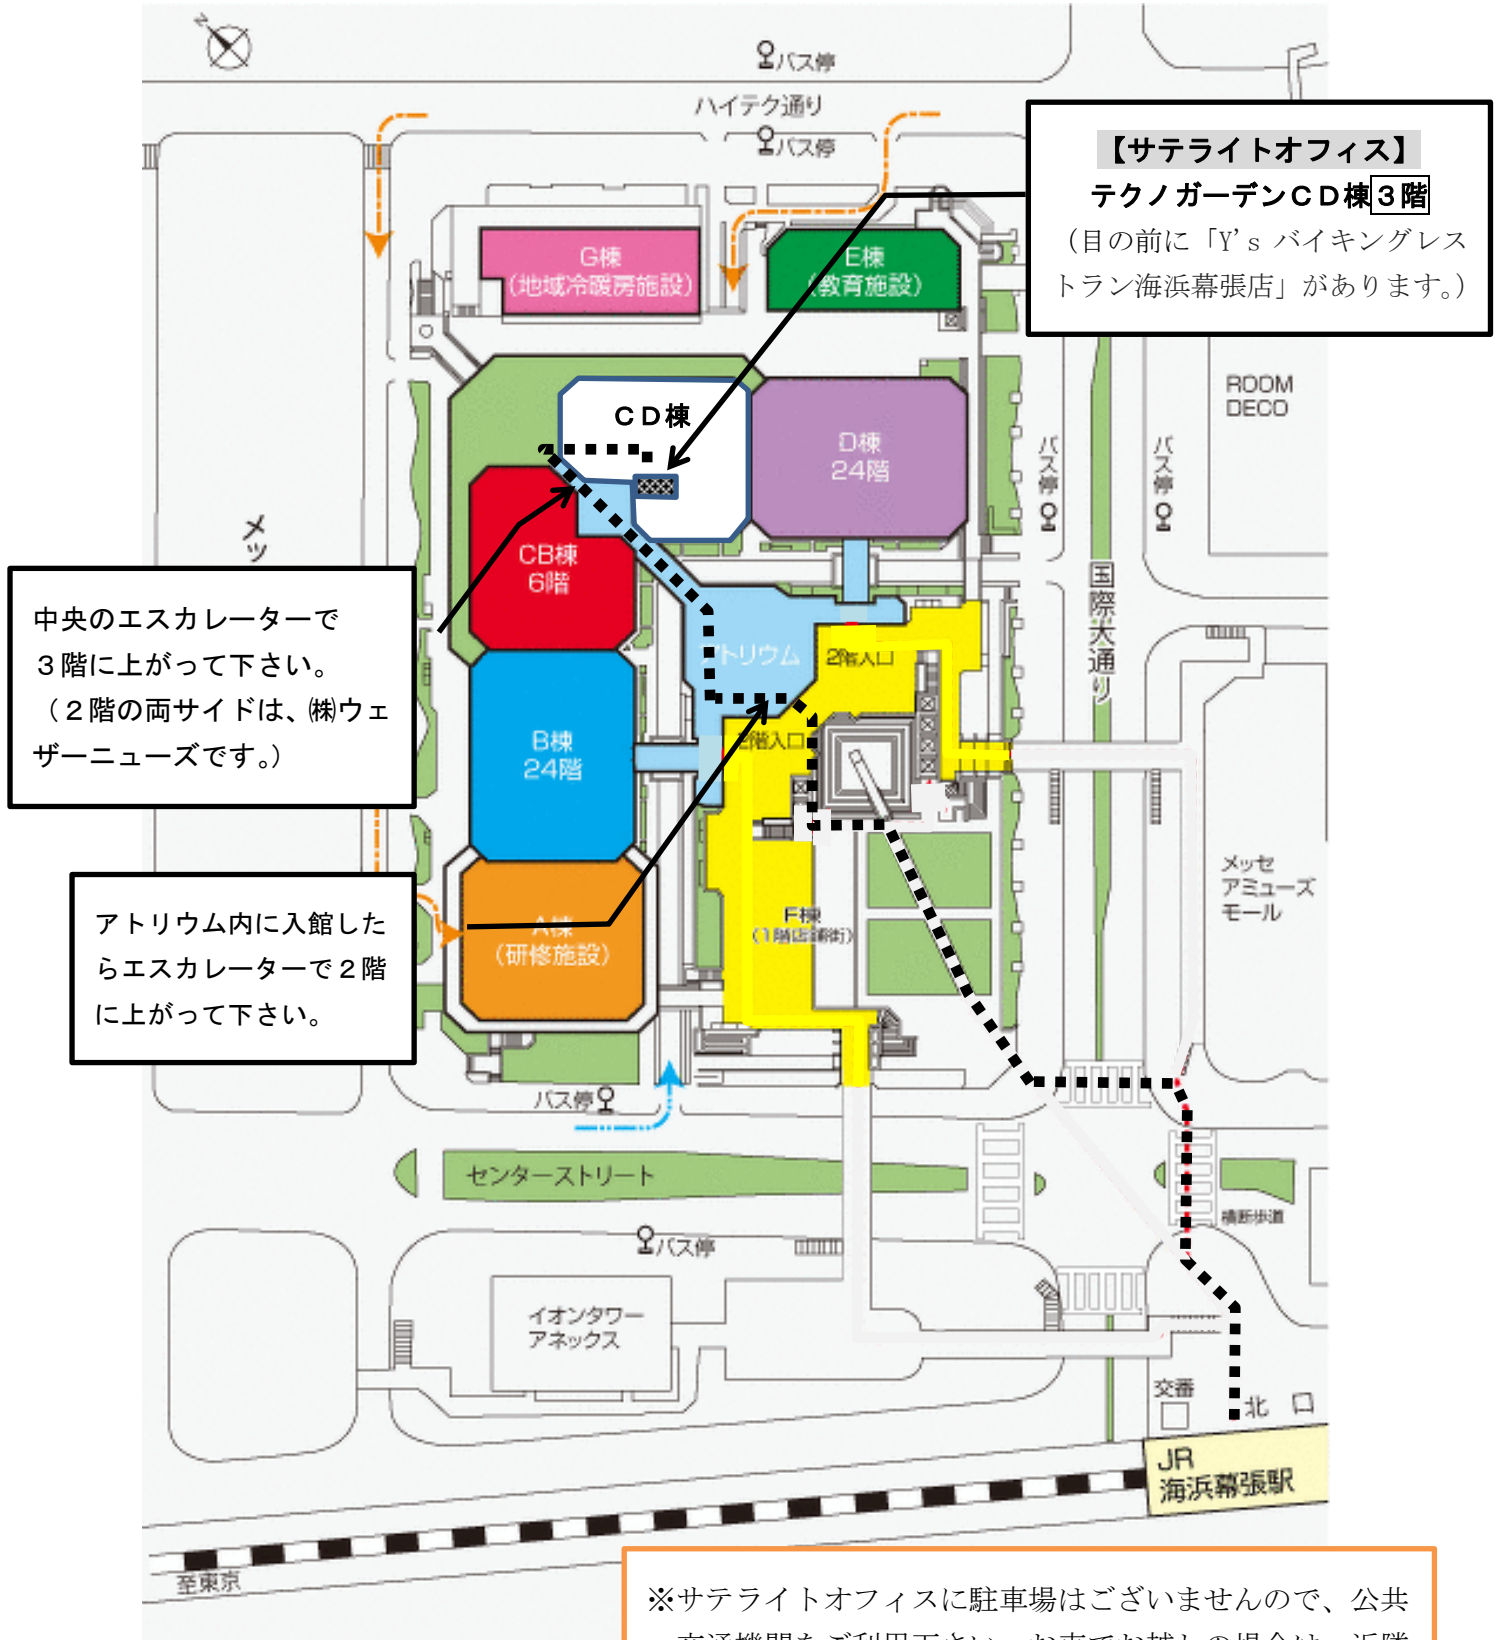 バス停
ハイテク通り
バス停
【サテライトオフィス】
テクノガーデンＣＤ棟３階
（目の前に「Y's バイキングレス
トラン海浜幕張店」があります。）
G棟
（地域冷暖房施設）
E棟
（教育施設）
ROOM
DECO
ＣＤ棟
D棟
24階
バス停
バス停
メッ
CB棟
6階
国際大通り
中央のエスカレーターで
３階に上がって下さい。
（２階の両サイドは、㈱ウェ
ザーニューズです。）
アトリウム
2階入口
2階入口
B棟
24階
メッセ
アミューズ
モール
アトリウム内に入館した
らエスカレーターで２階
に上がって下さい。
A棟
（研修施設）
F棟
（1階店舗街）
バス停
センターストリート
横断歩道
バス停
イオンタワー
アネックス
交番
北 口
JR
海浜幕張駅
至東京
※サテライトオフィスに駐車場はございませんので、公共